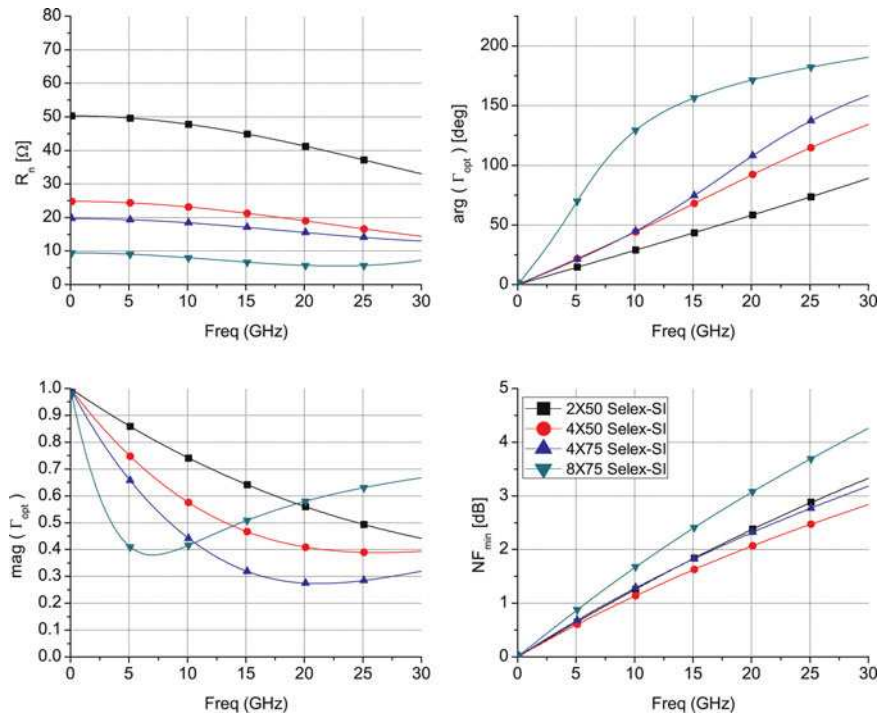 80
70
60
50
40
30
20
10
0
R_n [Ω]
0 5 10 15 20 25 30
Freq (GHz)
200
150
100
50
0
arg (Γ_opt) [deg]
0 5 10 15 20 25 30
Freq (GHz)
1.0
0.9
0.8
0.7
0.6
0.5
0.4
0.3
0.2
0.1
0.0
mag (Γ_opt)
0 5 10 15 20 25 30
Freq (GHz)
5
4
3
2
1
0
NF_min [dB]
2X50 Selex-SI
4X50 Selex-SI
4X75 Selex-SI
8X75 Selex-SI
0 5 10 15 20 25 30
Freq (GHz)